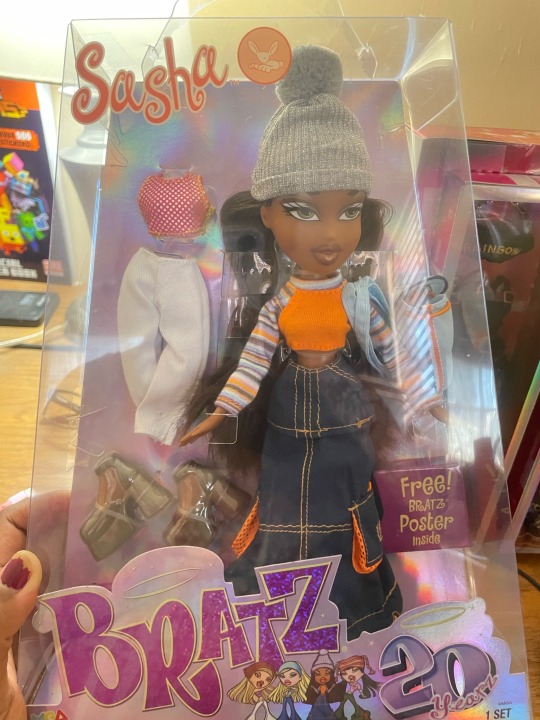 Sasha
Free!
BRATZ
Poster
Inside
BRATZ
20
Years
1 SET